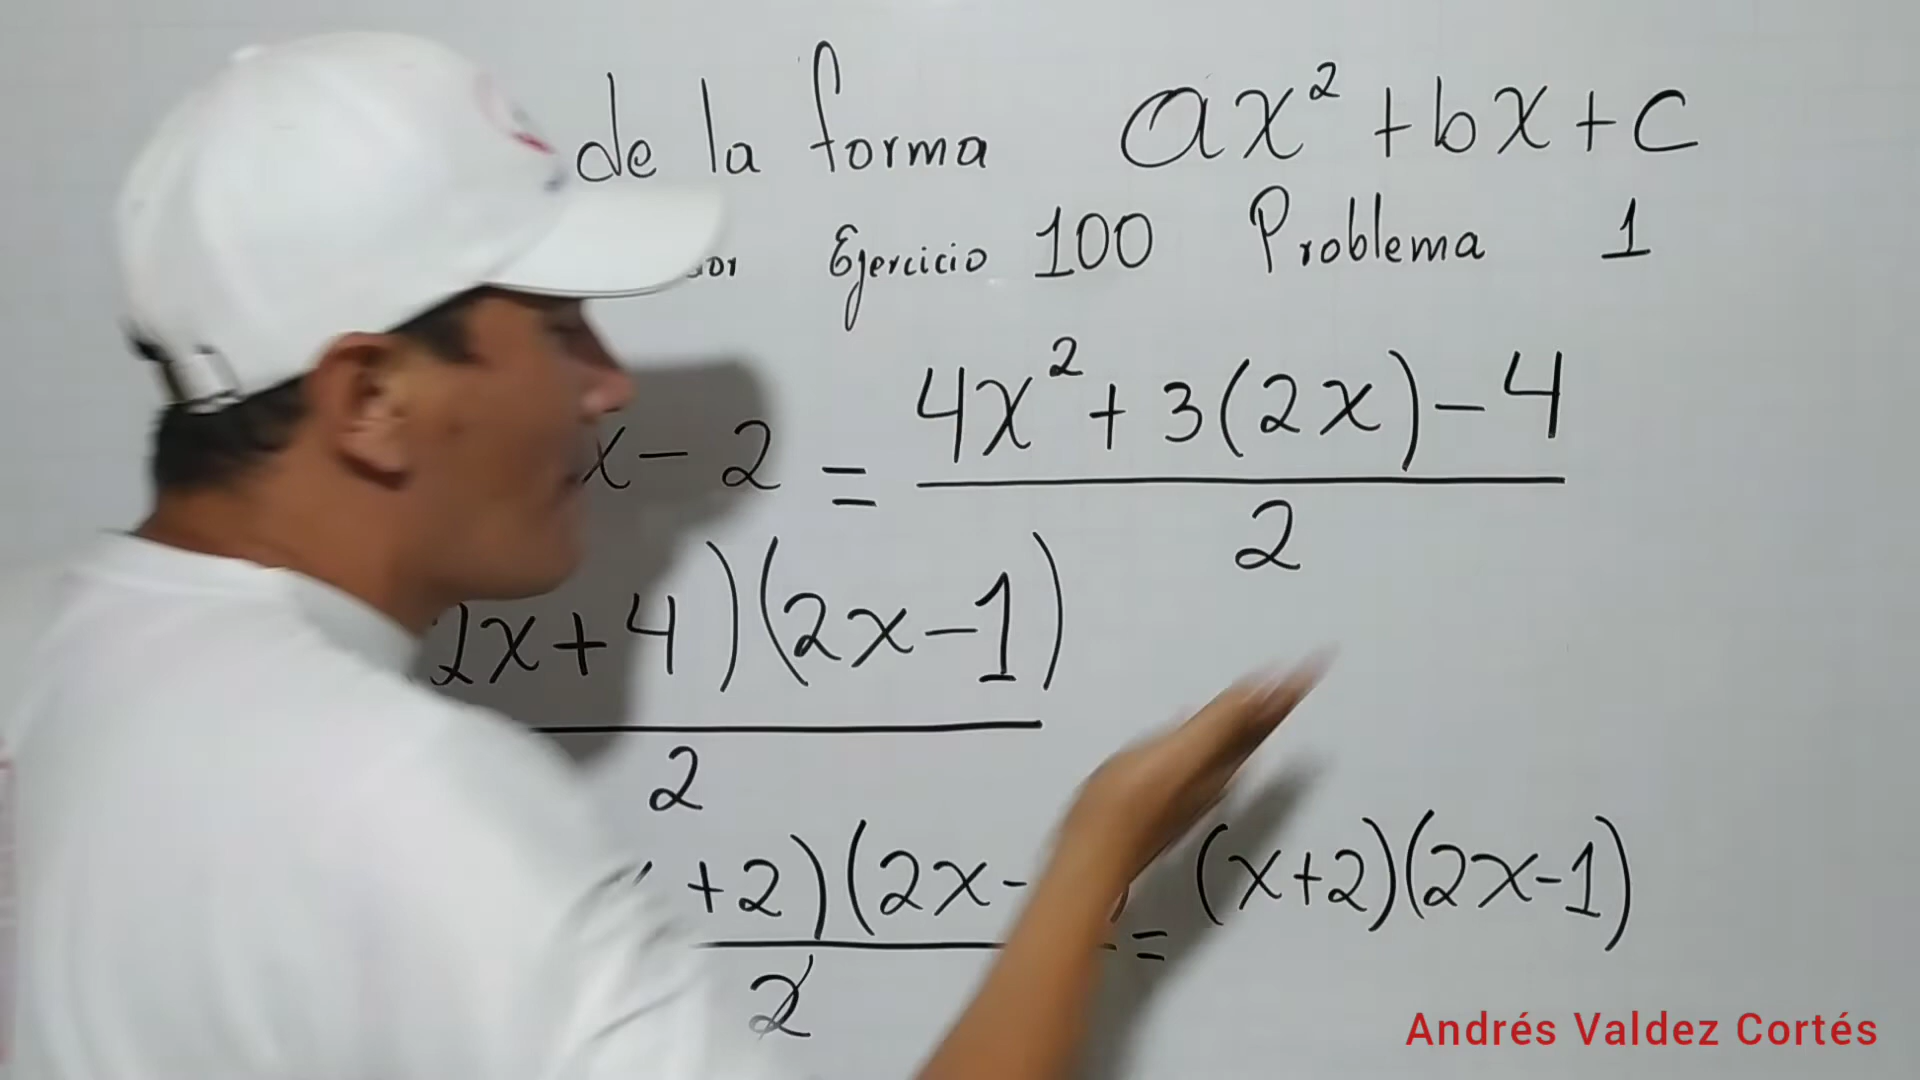 de la forma ax² + bx + c
Ejercicio 100 Problema 1
x - 2 = 4x² + 3(2x) - 4
2
2x + 4)(2x - 1)
2
+2)(2x - = (x+2)(2x-1)
2
Andrés Valdez Cortés